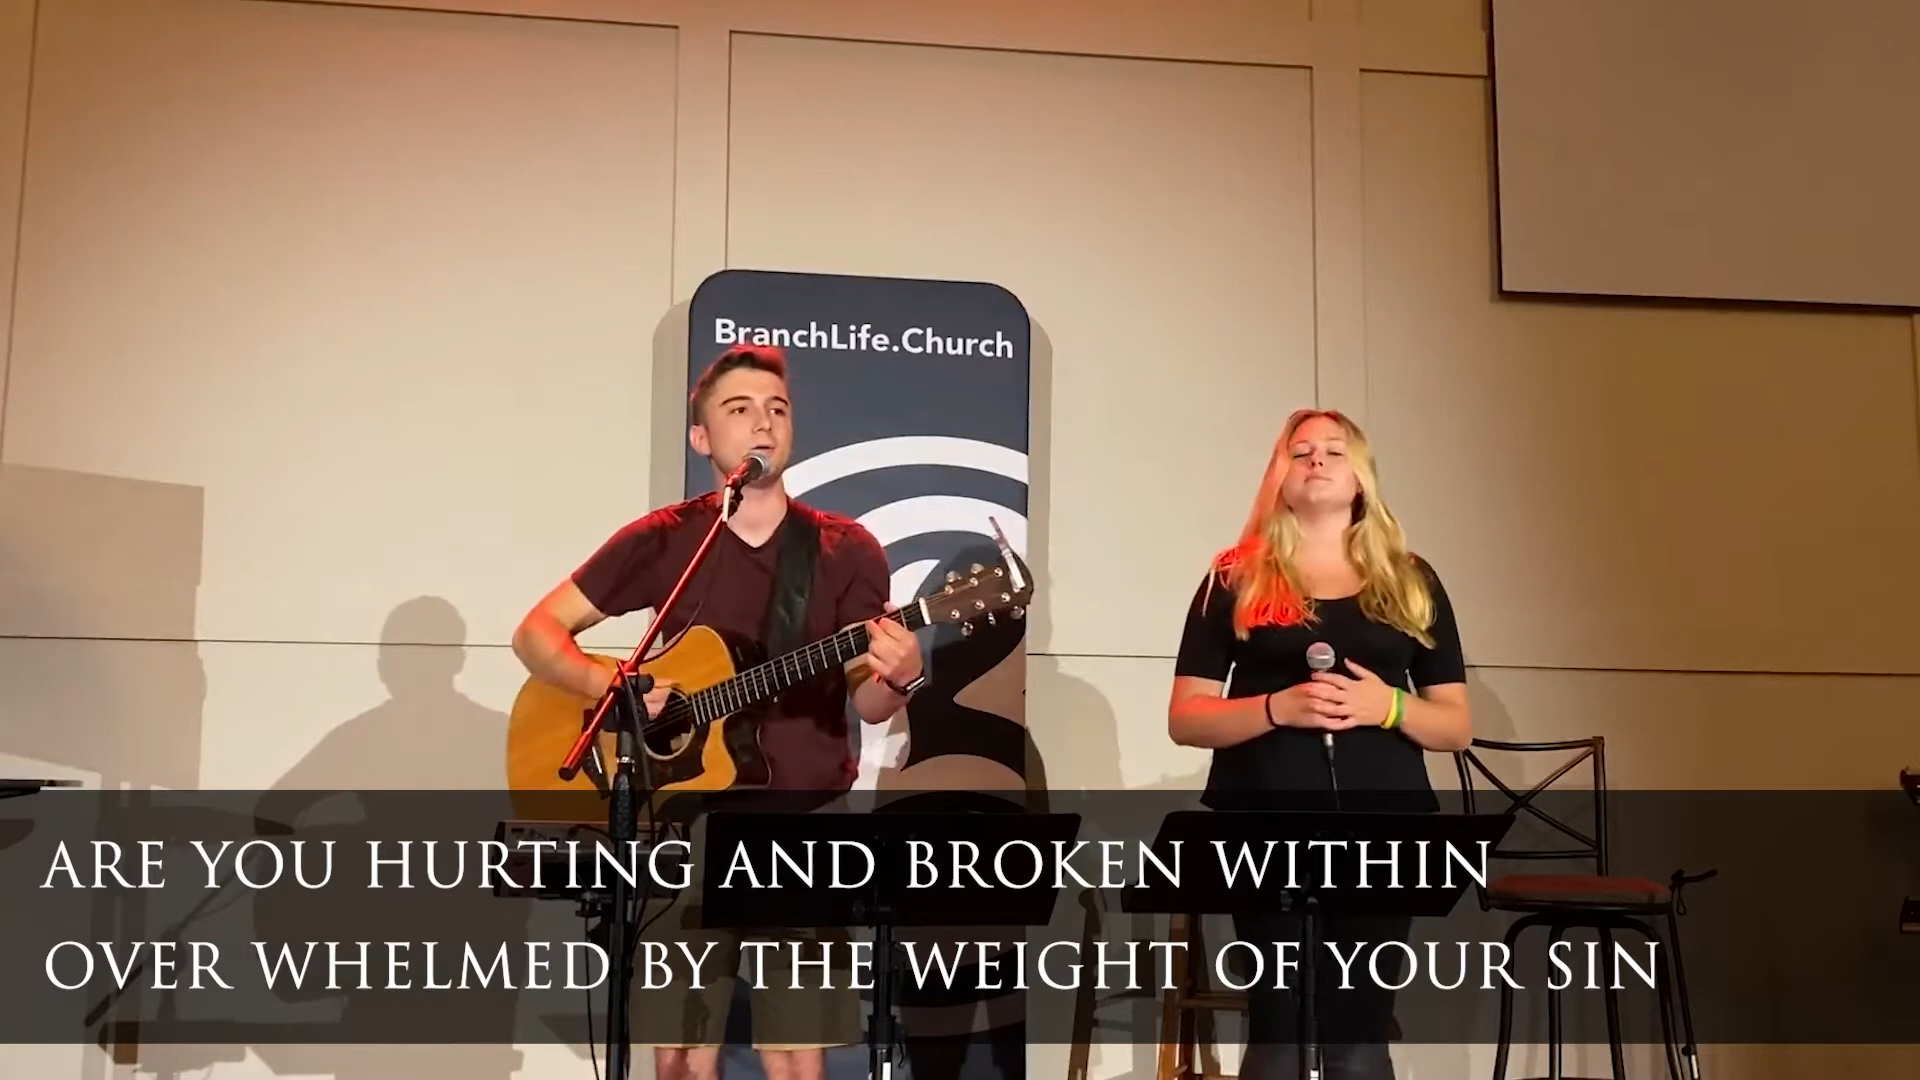 BranchLife.Church
ARE YOU HURTING AND BROKEN WITHIN
OVER WHELMED BY THE WEIGHT OF YOUR SIN